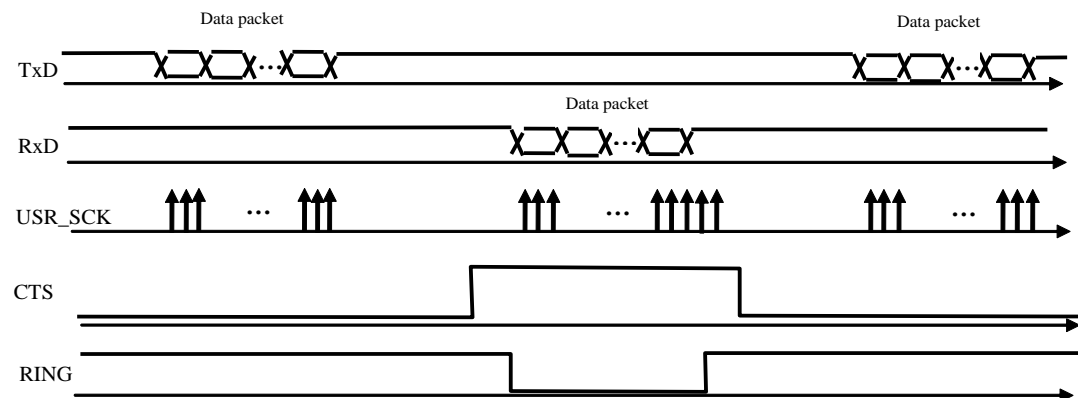 Data packet
Data packet
TxD
Data packet
RxD
USR_SCK
CTS
RING